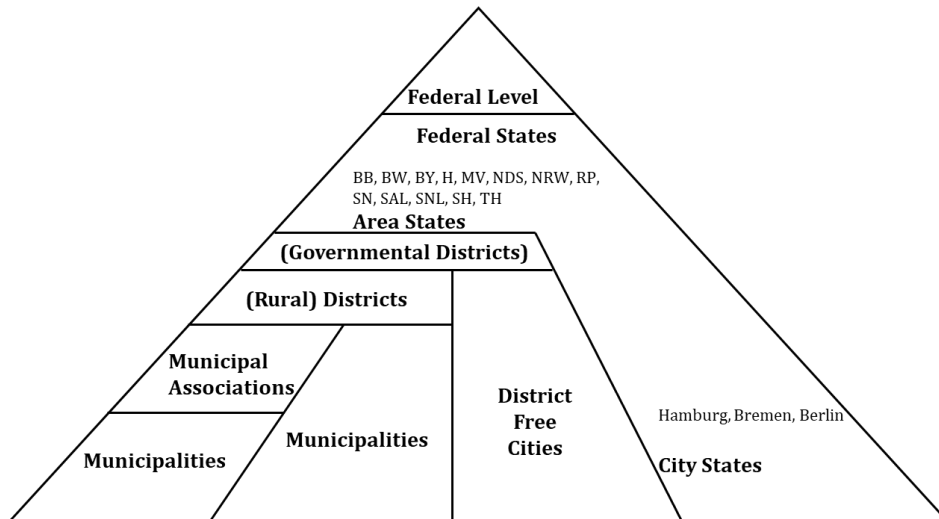 Federal Level
Federal States
BB, BW, BY, H, MV, NDS, NRW, RP,
SN, SAL, SNL, SH, TH
Area States
(Governmental Districts)
(Rural) Districts
Municipal
Associations
Municipalities
Municipalities
District
Free
Cities
Hamburg, Bremen, Berlin
City States